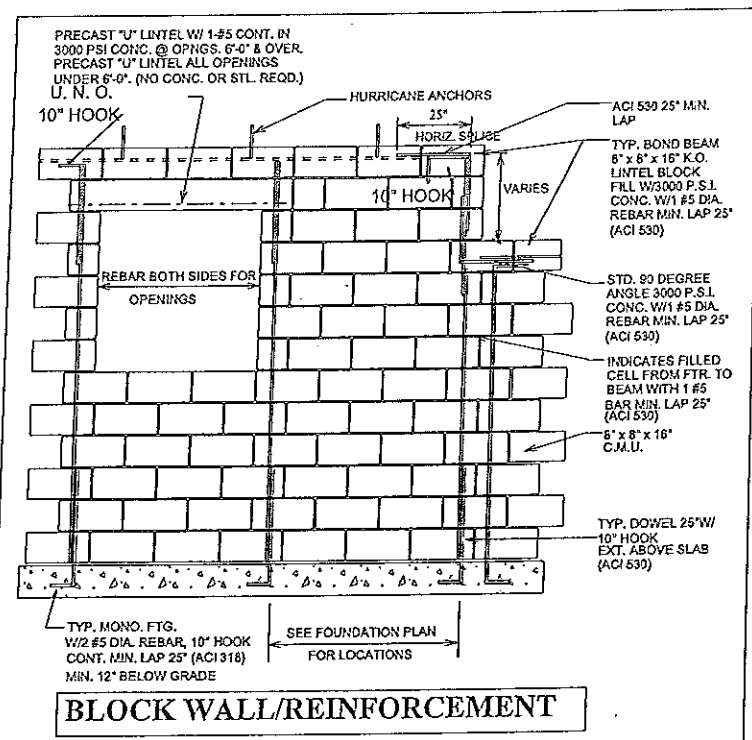 PRECAST "U" LINTEL W/ 1-#5 CONT. IN
3000 PSI CONC. @ OPNGS. 6'-0" & OVER.
PRECAST "U" LINTEL ALL OPENINGS
UNDER 6'-0". (NO CONC. OR STL. REQD.)
U. N. O.
10" HOOK
HURRICANE ANCHORS
25"
HORIZ. SPLICE
ACI 530 25" MIN.
LAP
TYP. BOND BEAM
8" x 8" x 16" K.O.
LINTEL BLOCK
FILL W/3000 P.S.I.
CONC. W/1 #5 DIA.
REBAR MIN. LAP 25"
(ACI 530)
10" HOOK
VARIES
REBAR BOTH SIDES FOR
OPENINGS
STD. 90 DEGREE
ANGLE 3000 P.S.I.
CONC. W/1 #5 DIA.
REBAR MIN. LAP 25"
(ACI 530)
INDICATES FILLED
CELL FROM FTR. TO
BEAM WITH 1 #5
BAR MIN. LAP 25"
(ACI 530)
8" x 8" x 16"
C.M.U.
TYP. DOWEL 25"W/
10" HOOK
EXT. ABOVE SLAB
(ACI 530)
TYP. MONO. FTG.
W/2 #5 DIA. REBAR, 10" HOOK
CONT. MIN. LAP 25" (ACI 318)
MIN. 12" BELOW GRADE
SEE FOUNDATION PLAN
FOR LOCATIONS
BLOCK WALL/REINFORCEMENT